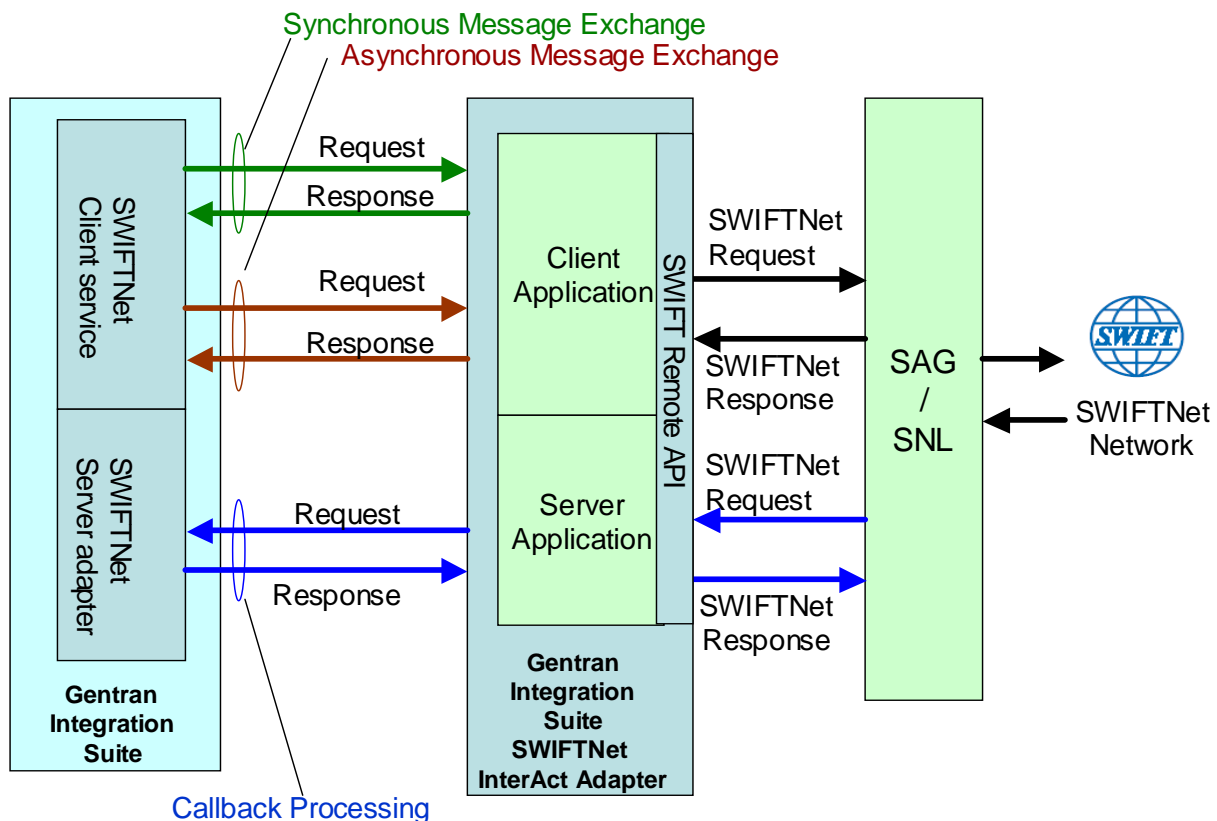 Synchronous Message Exchange
Asynchronous Message Exchange
SWIFTNet
Client service
SWIFTNet
Server adapter
Gentran
Integration
Suite
Request
Response
Request
Response
Request
Response
Callback Processing
Client
Application
Server
Application
SWIFT Remote API
Gentran
Integration
Suite
SWIFTNet
InterAct Adapter
SWIFTNet
Request
SWIFTNet
Response
SWIFTNet
Request
SWIFTNet
Response
SAG
/
SNL
SWIFT
SWIFTNet
Network